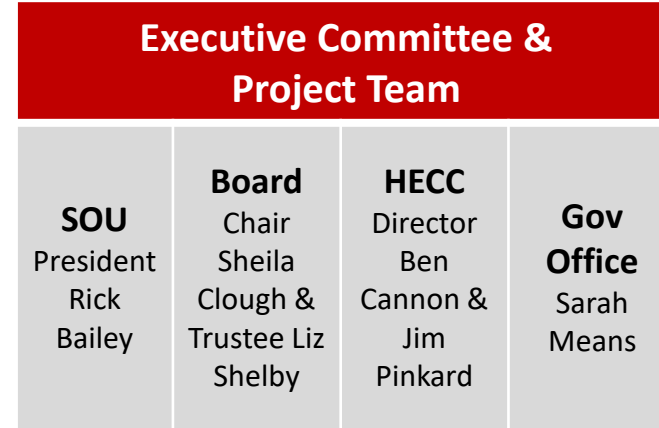 Executive Committee &
Project Team
SOU
President
Rick
Bailey
Board
Chair
Sheila
Clough &
Trustee Liz
Shelby
HECC
Director
Ben
Cannon &
Jim
Pinkard
Gov
Office
Sarah
Means